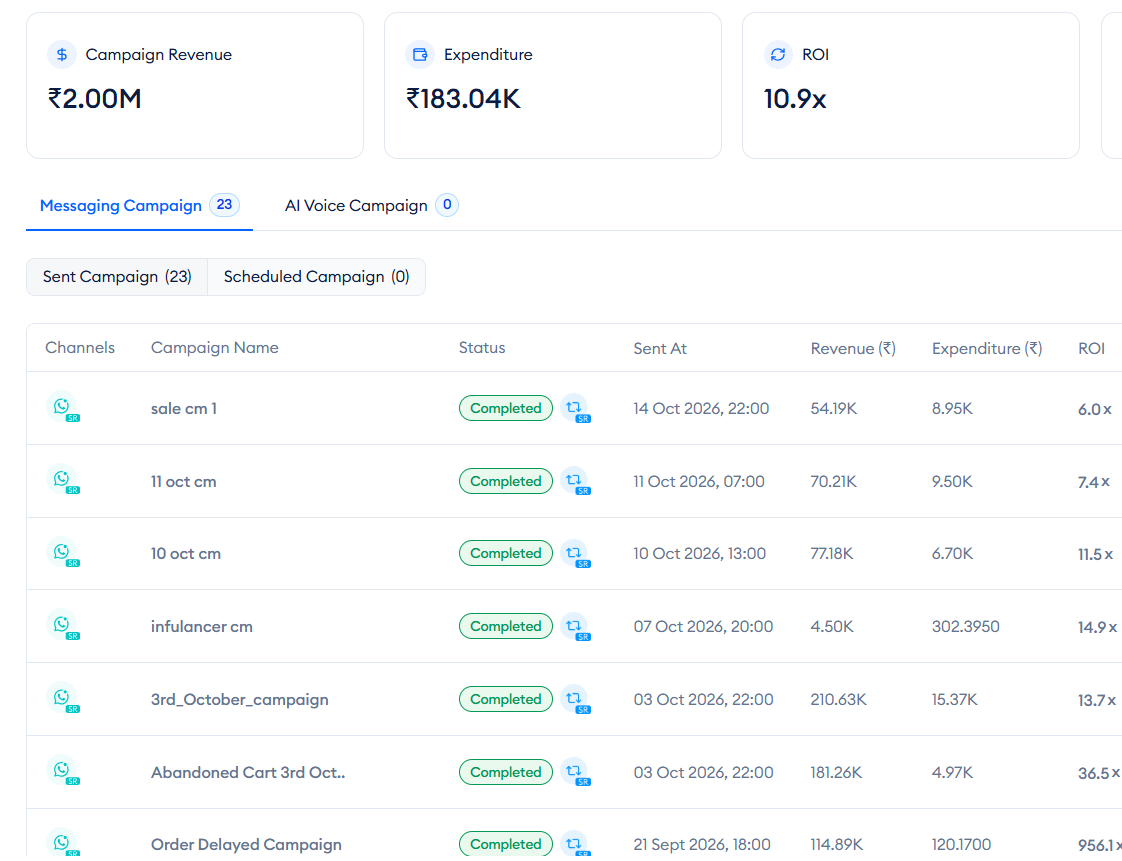 Campaign Revenue Expenditure ROI
₹2.00M ₹183.04K 10.9x
Messaging Campaign 23 AI Voice Campaign 0
Sent Campaign (23) Scheduled Campaign (0)
Channels Campaign Name Status Sent At Revenue (₹) Expenditure (₹) ROI
SR sale cm 1 Completed SR 14 Oct 2026, 22:00 54.19K 8.95K 6.0x
SR 11 oct cm Completed SR 11 Oct 2026, 07:00 70.21K 9.50K 7.4x
SR 10 oct cm Completed SR 10 Oct 2026, 13:00 77.18K 6.70K 11.5x
SR infulancer cm Completed SR 07 Oct 2026, 20:00 4.50K 302.3950 14.9x
SR 3rd_October_campaign Completed SR 03 Oct 2026, 22:00 210.63K 15.37K 13.7x
SR Abandoned Cart 3rd Oct.. Completed SR 03 Oct 2026, 22:00 181.26K 4.97K 36.5x
SR Order Delayed Campaign Completed SR 21 Sept 2026, 18:00 114.89K 120.1700 956.1x